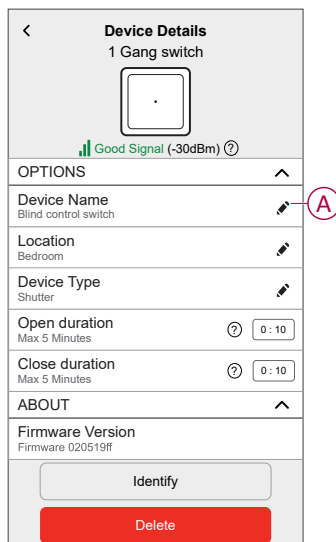 Device Details
1 Gang switch
Good Signal (-30dBm) ?
OPTIONS
Device Name
Blind control switch
A
Location
Bedroom
Device Type
Shutter
Open duration
Max 5 Minutes
? 0 : 10
Close duration
Max 5 Minutes
? 0 : 10
ABOUT
Firmware Version
Firmware 020519ff
Identify
Delete